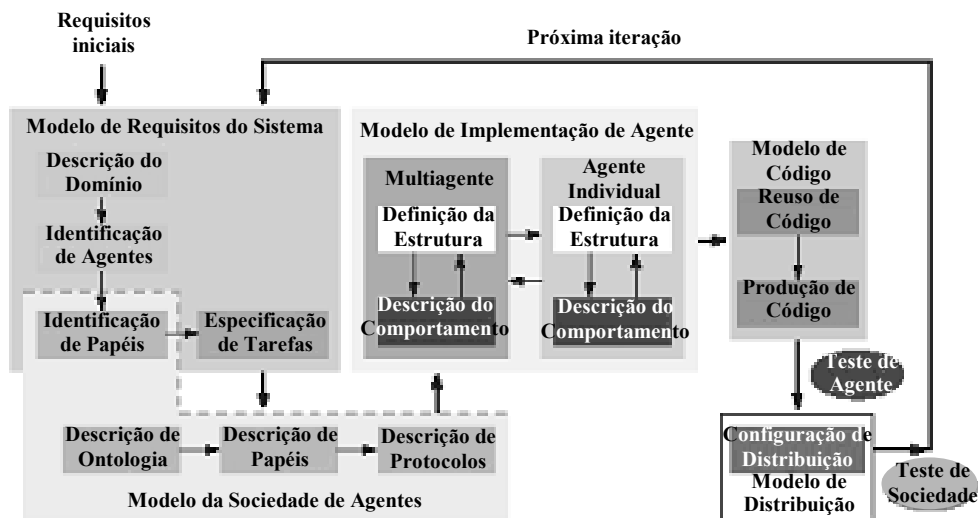 Requisitos
iniciais
Próxima iteração
Modelo de Requisitos do Sistema
Descrição do
Domínio
Identificação
de Agentes
Identificação
de Papéis
Especificação
de Tarefas
Modelo de Implementação de Agente
Multiagente
Definição da
Estrutura
Descrição do
Comportamento
Agente
Individual
Definição da
Estrutura
Descrição do
Comportamento
Modelo de
Código
Reuso de
Código
Produção de
Código
Teste de
Agente
Descrição de
Ontologia
Descrição de
Papéis
Descrição de
Protocolos
Modelo da Sociedade de Agentes
Configuração de
Distribuição
Modelo de
Distribuição
Teste de
Sociedade